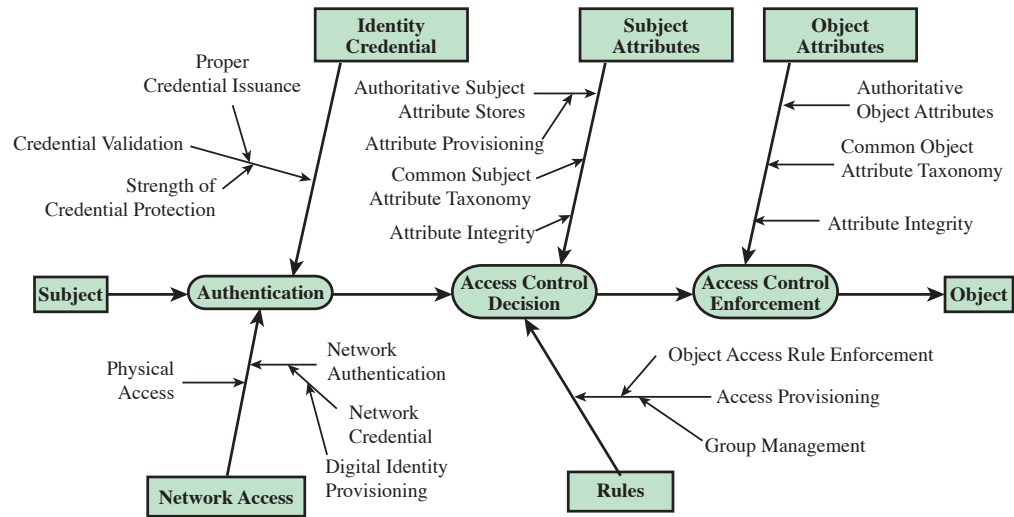 Identity
Credential
Subject
Attributes
Object
Attributes
Proper
Credential Issuance
Credential Validation
Strength of
Credential Protection
Authoritative Subject
Attribute Stores
Attribute Provisioning
Common Subject
Attribute Taxonomy
Attribute Integrity
Authoritative
Object Attributes
Common Object
Attribute Taxonomy
Attribute Integrity
Subject
Authentication
Access Control
Decision
Access Control
Enforcement
Object
Physical
Access
Network
Authentication
Network
Credential
Digital Identity
Provisioning
Object Access Rule Enforcement
Access Provisioning
Group Management
Network Access
Rules